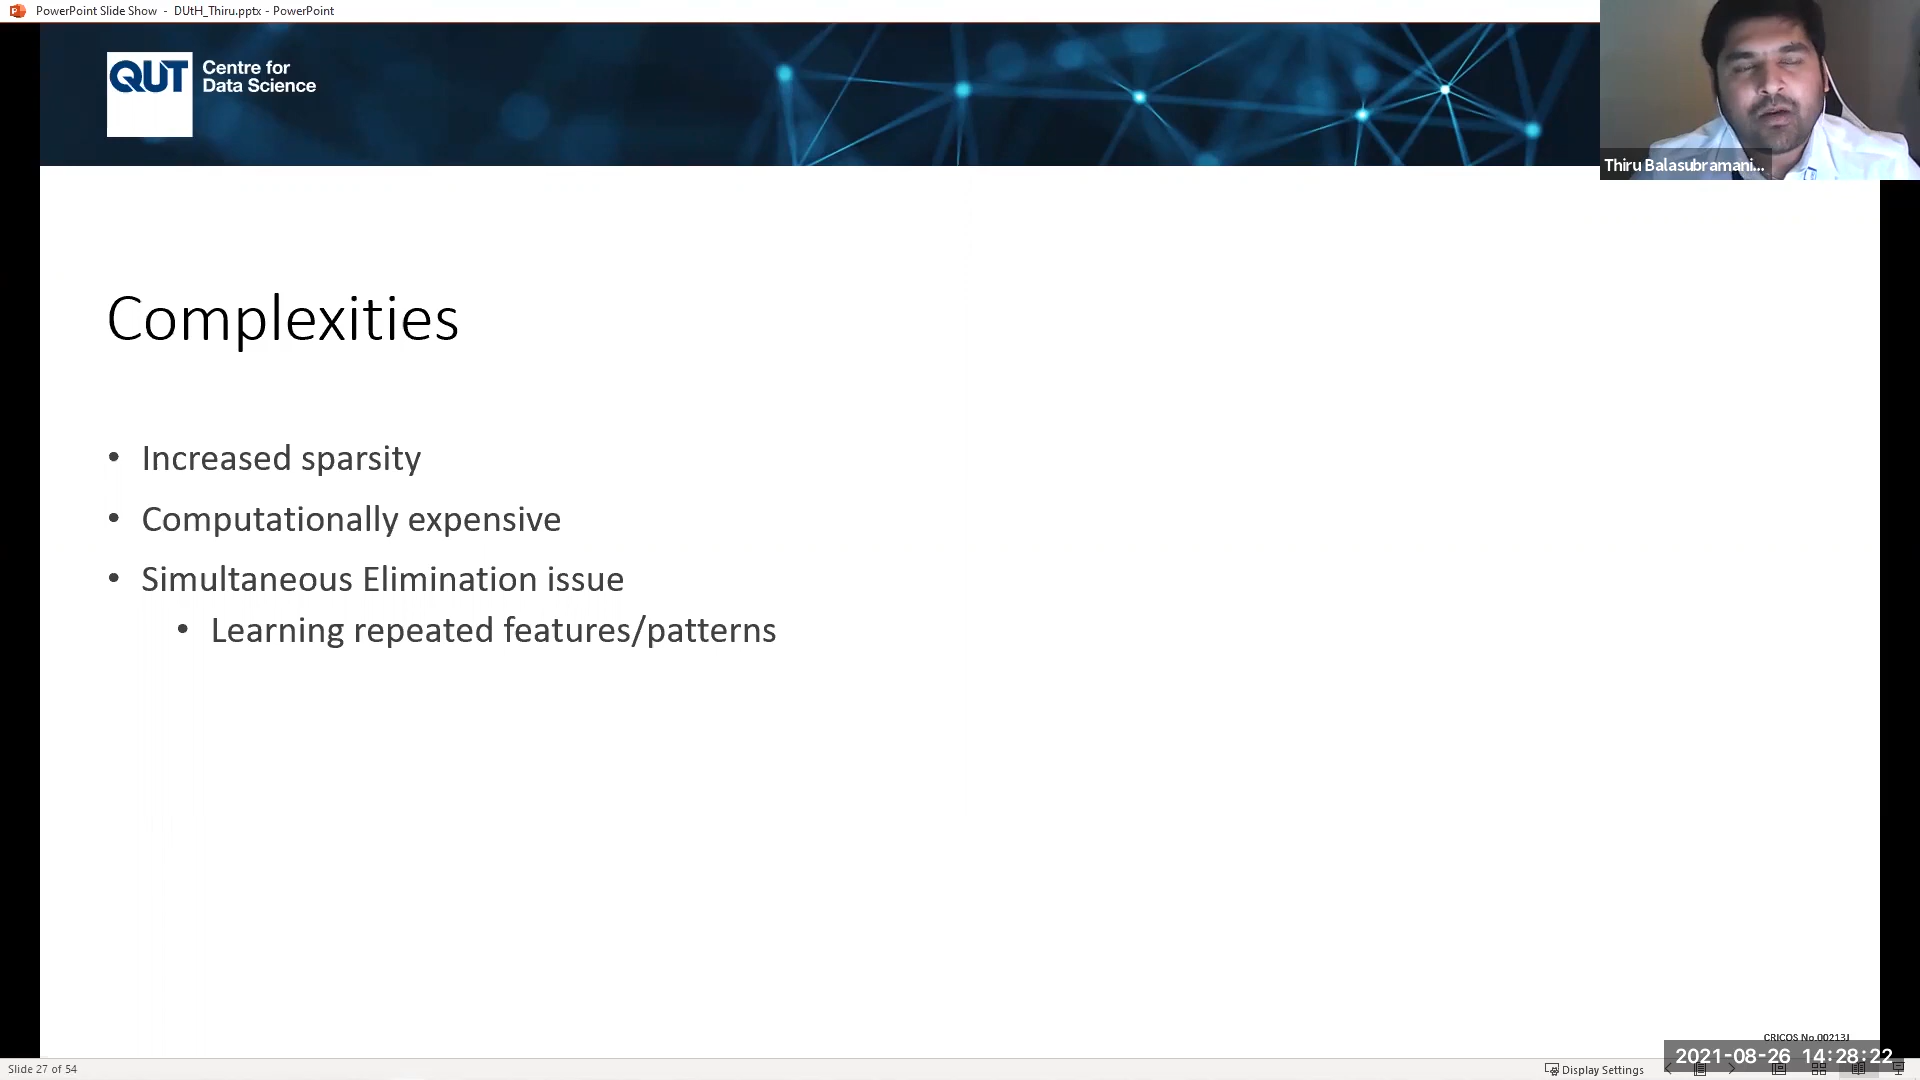 PowerPoint Slide Show - DUtH_Thiru.pptx - PowerPoint
QUT
Centre for
Data Science
Thiru Balasubramani...
Complexities
• Increased sparsity
• Computationally expensive
• Simultaneous Elimination issue
• Learning repeated features/patterns
CRICOS No.00213J
2021-08-26 14:28:22
Slide 27 of 54
Display Settings